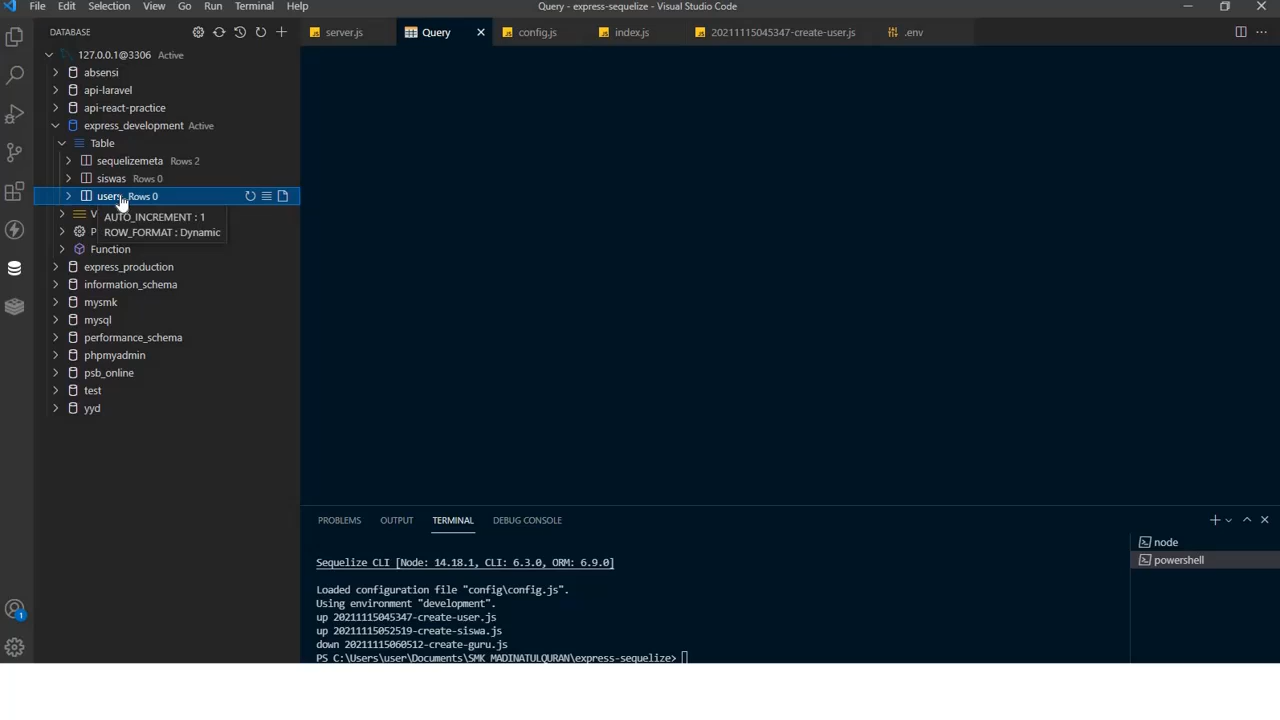 File Edit Selection View Go Run Terminal Help
Query - express-sequelize - Visual Studio Code
DATABASE
server.js
Query
config.js
index.js
20211115045347-create-user.js
.env
127.0.0.1@3306 Active
absensi
api-laravel
api-react-practice
express_development Active
Table
sequelizemeta Rows 2
siswas Rows 0
users Rows 0
V
AUTO_INCREMENT : 1
P
ROW_FORMAT : Dynamic
Function
express_production
information_schema
mysmk
mysql
performance_schema
phpmyadmin
psb_online
test
yyd
PROBLEMS OUTPUT TERMINAL DEBUG CONSOLE
node
powershell
Sequelize CLI [Node: 14.18.1, CLI: 6.3.0, ORM: 6.9.0]
Loaded configuration file "config\config.js".
Using environment "development".
up 20211115045347-create-user.js
up 20211115052519-create-siswa.js
down 20211115060512-create-guru.js
PS C:\Users\user\Documents\SMK MADINATULQURAN\express-sequelize>
1